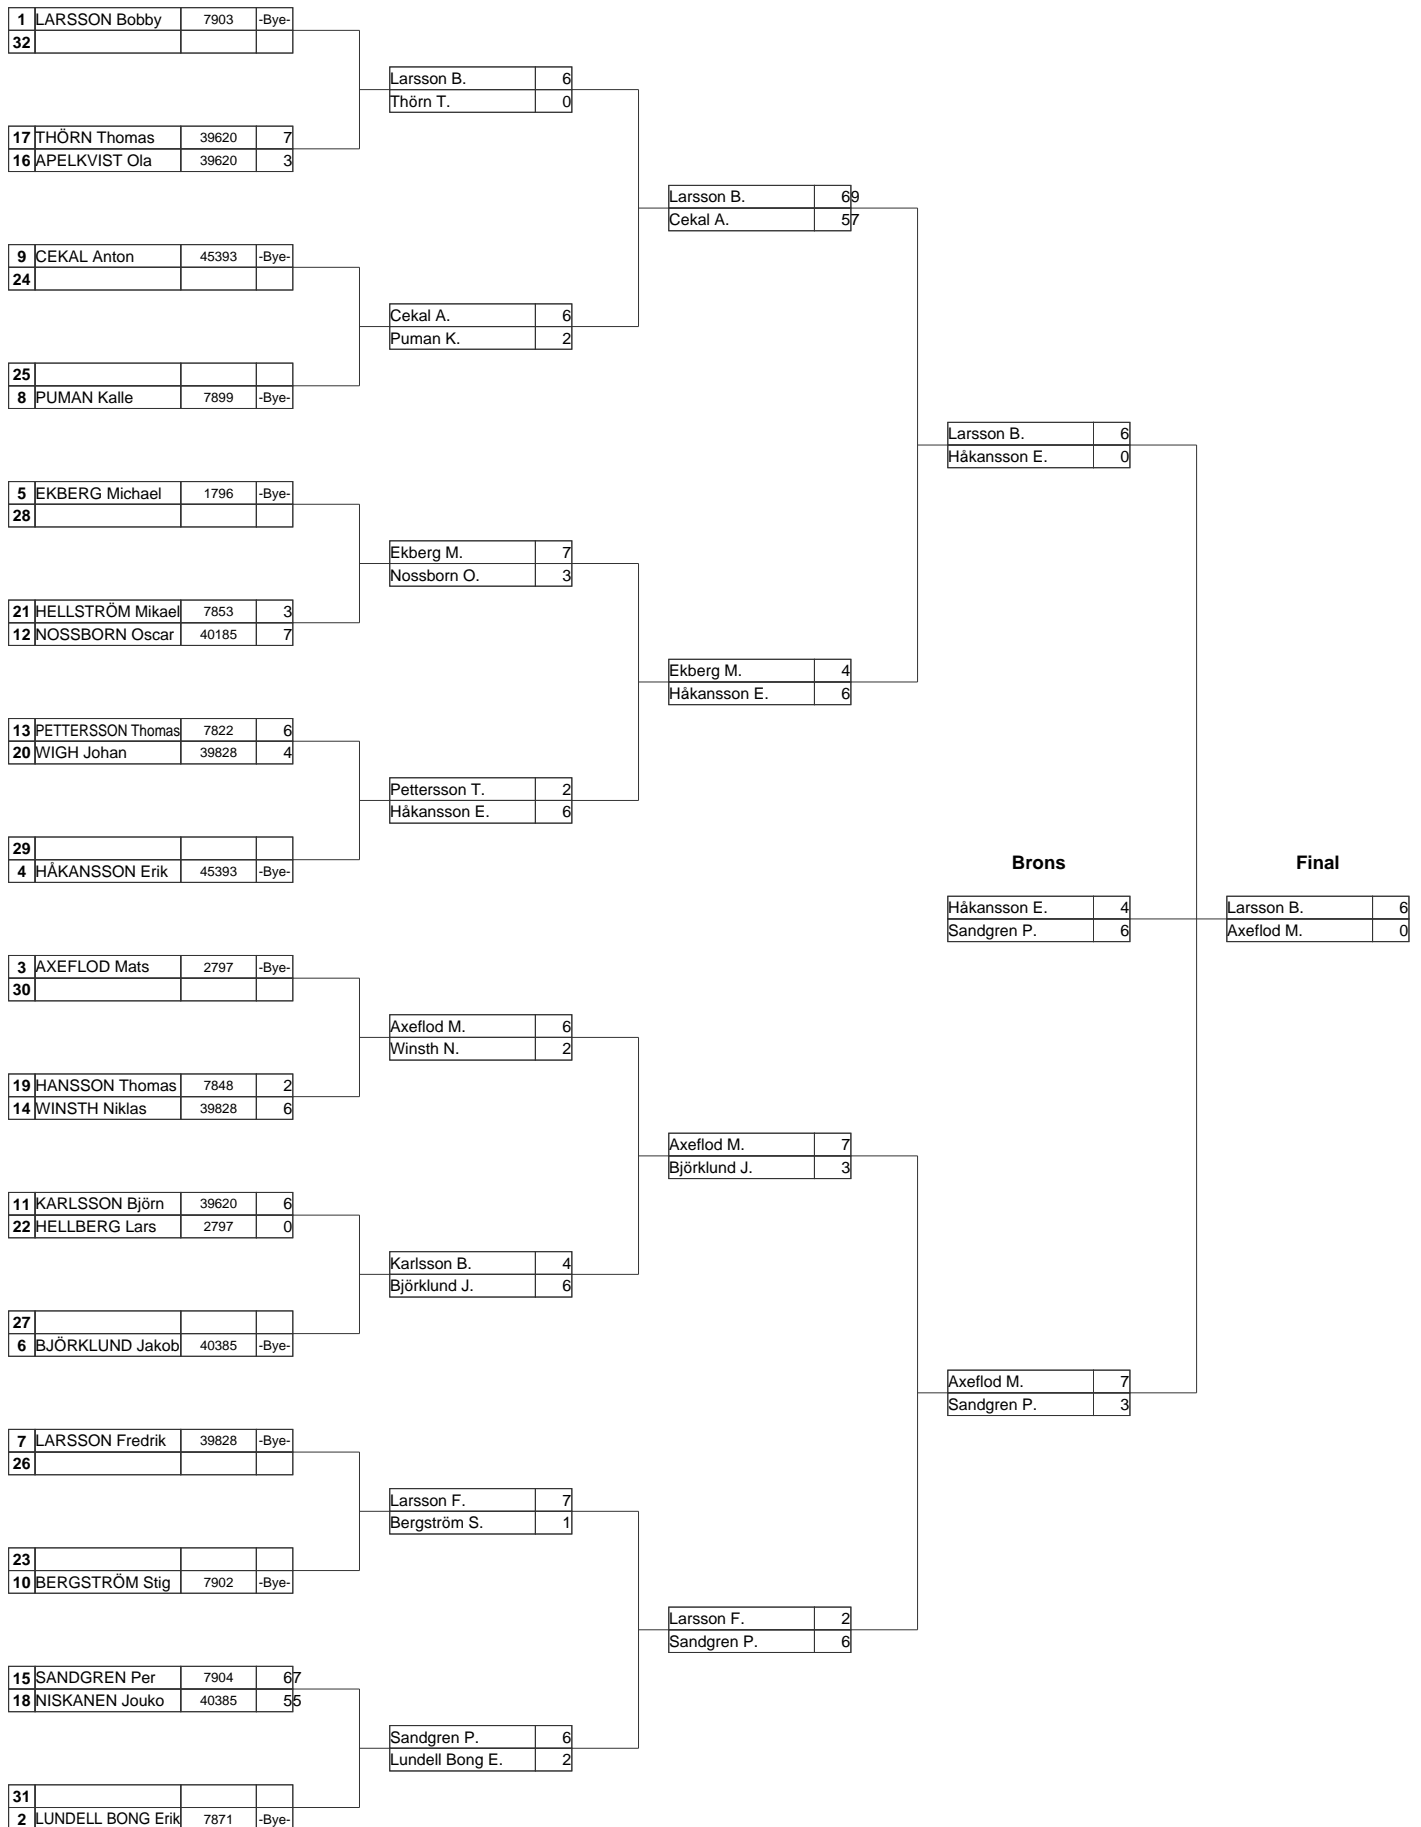 1 LARSSON Bobby 7903 -Bye-
32
Larsson B. 6
Thörn T. 0
17 THÖRN Thomas 39620 7
16 APELKVIST Ola 39620 3
Larsson B. 69
Cekal A. 57
9 CEKAL Anton 45393 -Bye-
24
Cekal A. 6
Puman K. 2
25
8 PUMAN Kalle 7899 -Bye-
Larsson B. 6
Håkansson E. 0
5 EKBERG Michael 1796 -Bye-
28
Ekberg M. 7
Nossborn O. 3
21 HELLSTRÖM Mikael 7853 3
12 NOSSBORN Oscar 40185 7
Ekberg M. 4
Håkansson E. 6
13 PETTERSSON Thomas 7822 6
20 WIGH Johan 39828 4
Pettersson T. 2
Håkansson E. 6
29
4 HÅKANSSON Erik 45393 -Bye-
Brons Final
Håkansson E. 4 Larsson B. 6
Sandgren P. 6 Axeflod M. 0
3 AXEFLOD Mats 2797 -Bye-
30
Axeflod M. 6
Winsth N. 2
19 HANSSON Thomas 7848 2
14 WINSTH Niklas 39828 6
Axeflod M. 7
Björklund J. 3
11 KARLSSON Björn 39620 6
22 HELLBERG Lars 2797 0
Karlsson B. 4
Björklund J. 6
27
6 BJÖRKLUND Jakob 40385 -Bye-
Axeflod M. 7
Sandgren P. 3
7 LARSSON Fredrik 39828 -Bye-
26
Larsson F. 7
Bergström S. 1
23
10 BERGSTRÖM Stig 7902 -Bye-
Larsson F. 2
Sandgren P. 6
15 SANDGREN Per 7904 67
18 NISKANEN Jouko 40385 55
Sandgren P. 6
Lundell Bong E. 2
31
2 LUNDELL BONG Erik 7871 -Bye-